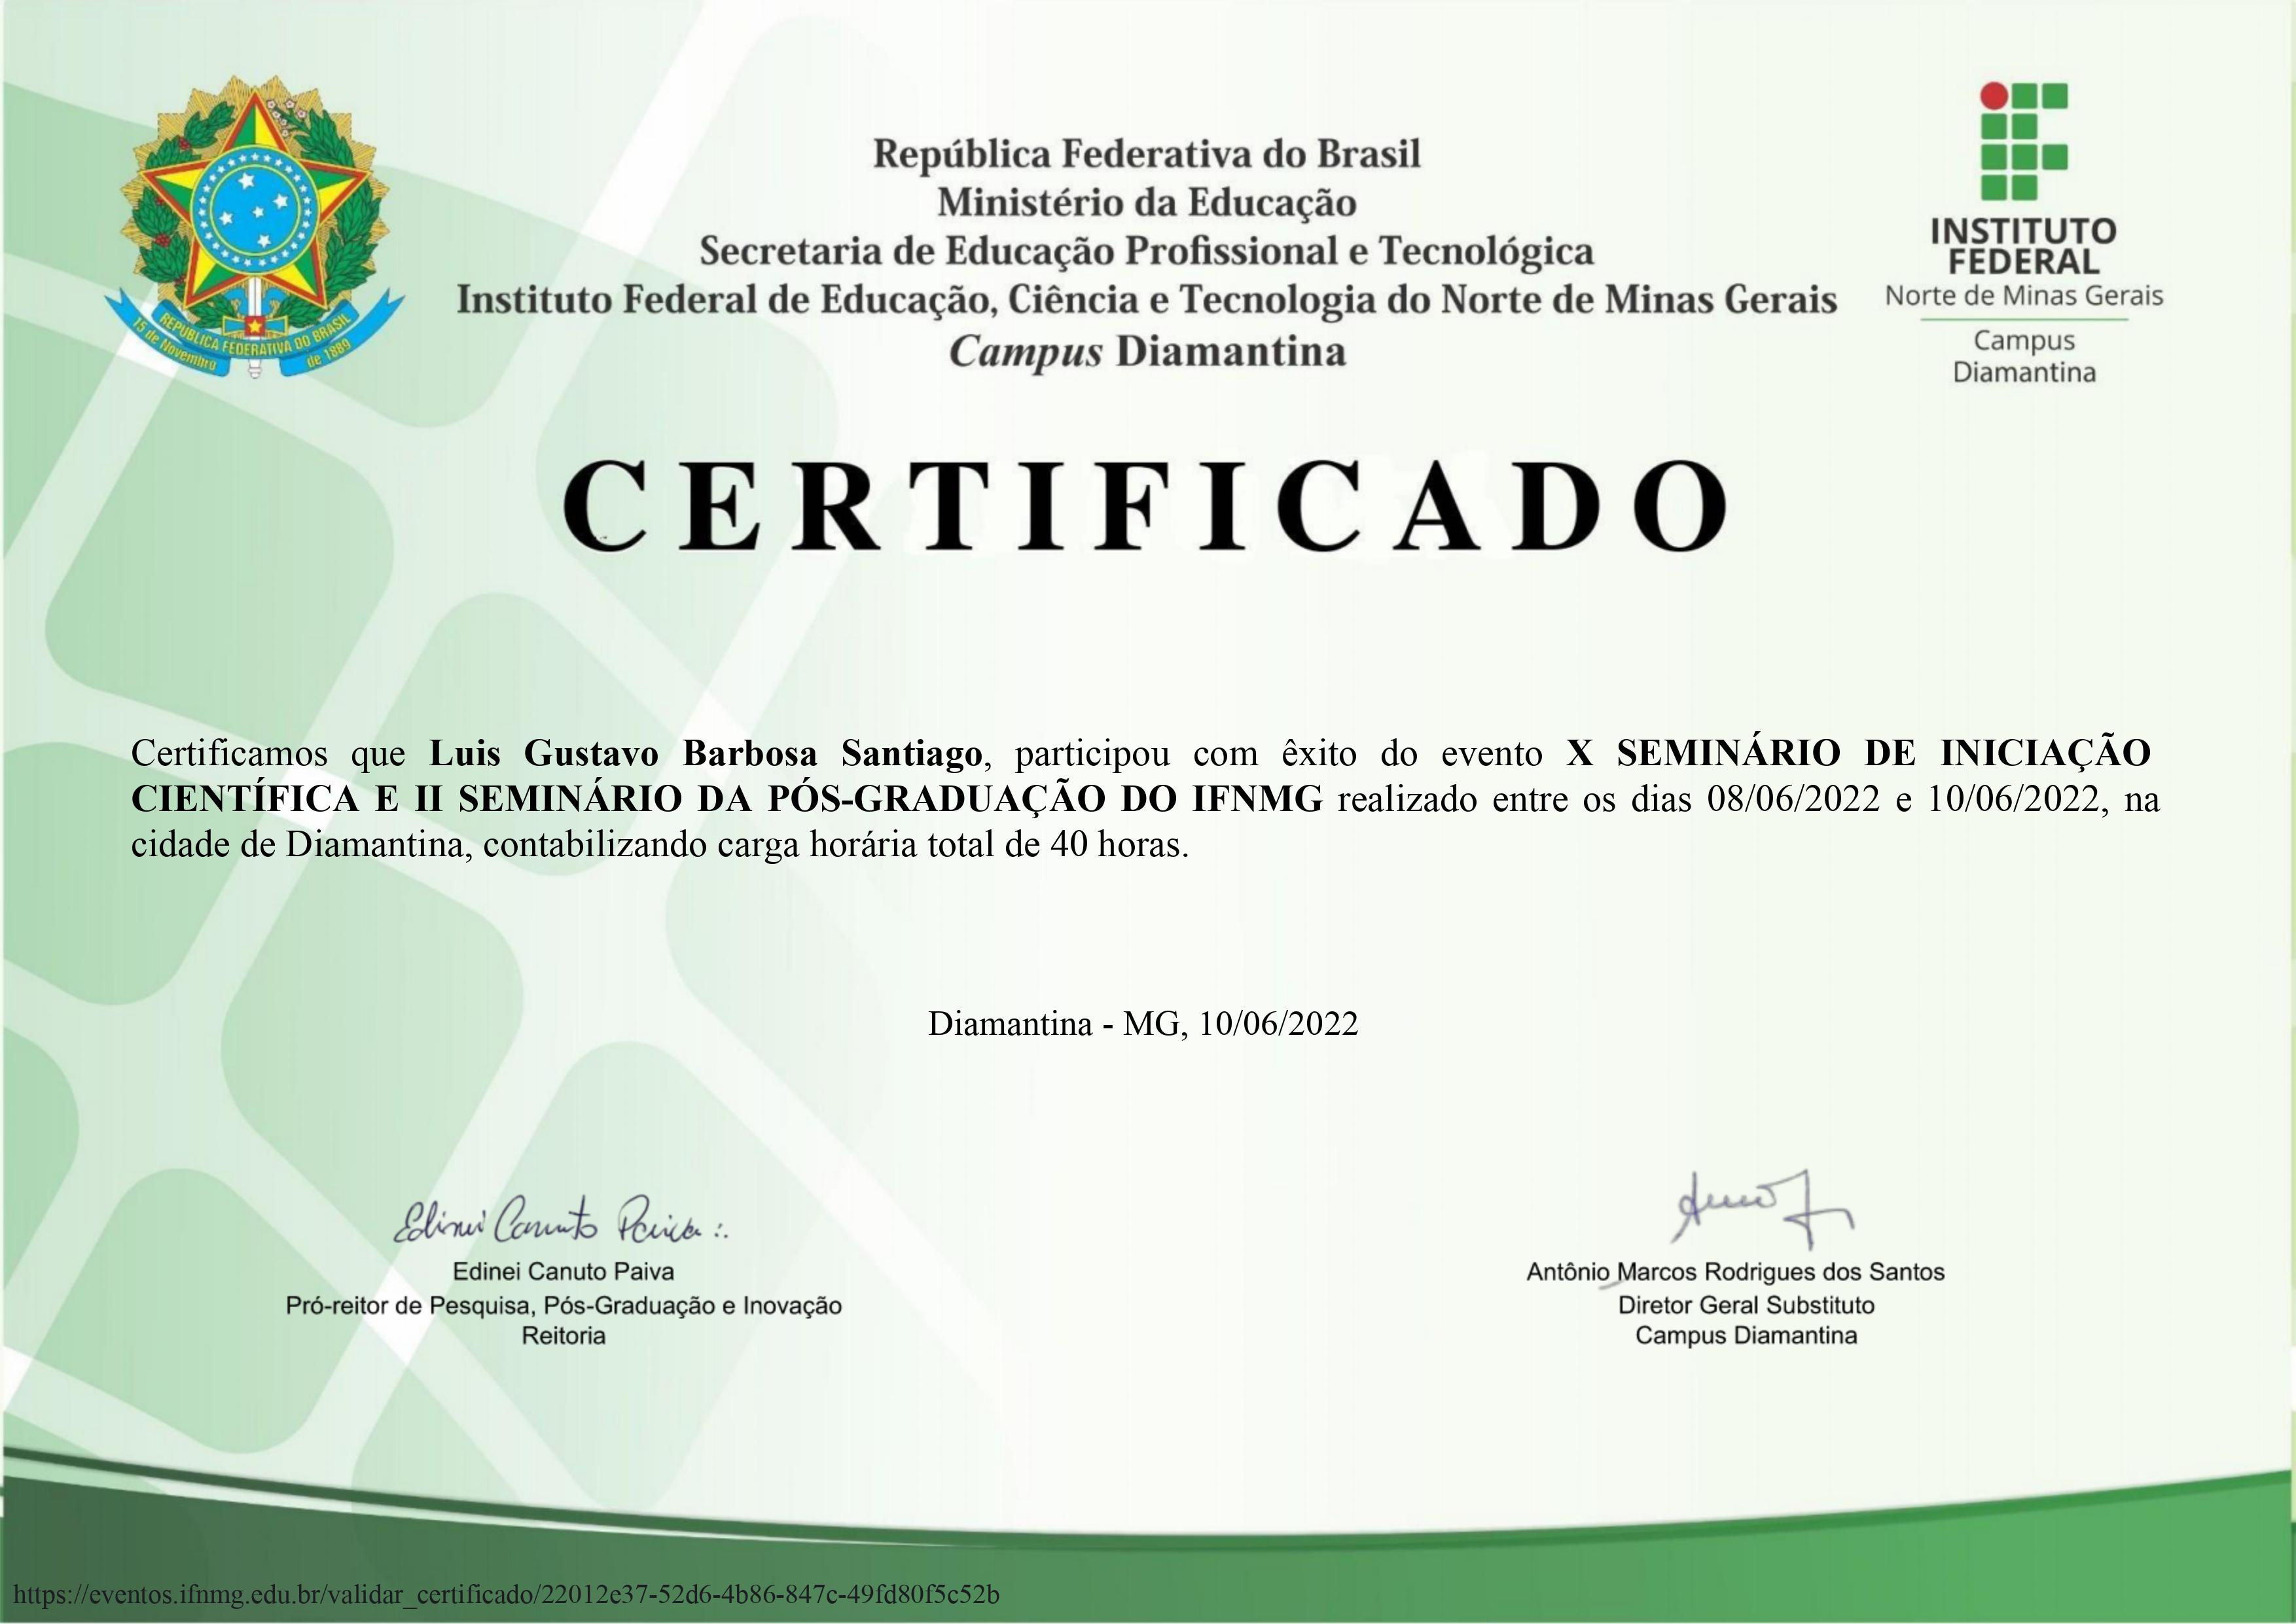 República Federativa do Brasil
Ministério da Educação
Secretaria de Educação Profissional e Tecnológica
Instituto Federal de Educação, Ciência e Tecnologia do Norte de Minas Gerais
Campus Diamantina
15 de Novembro
REPÚBLICA FEDERATIVA DO BRASIL
de 1889
INSTITUTO
FEDERAL
Norte de Minas Gerais
Campus
Diamantina
CERTIFICADO
Certificamos que Luis Gustavo Barbosa Santiago, participou com êxito do evento X SEMINÁRIO DE INICIAÇÃO
CIENTÍFICA E II SEMINÁRIO DA PÓS-GRADUAÇÃO DO IFNMG realizado entre os dias 08/06/2022 e 10/06/2022, na
cidade de Diamantina, contabilizando carga horária total de 40 horas.
Diamantina - MG, 10/06/2022
Edinei Canuto Paiva
Edinei Canuto Paiva
Pró-reitor de Pesquisa, Pós-Graduação e Inovação
Reitoria
Antônio Marcos Rodrigues dos Santos
Diretor Geral Substituto
Campus Diamantina
https://eventos.ifnmg.edu.br/validar_certificado/22012e37-52d6-4b86-847c-49fd80f5c52b